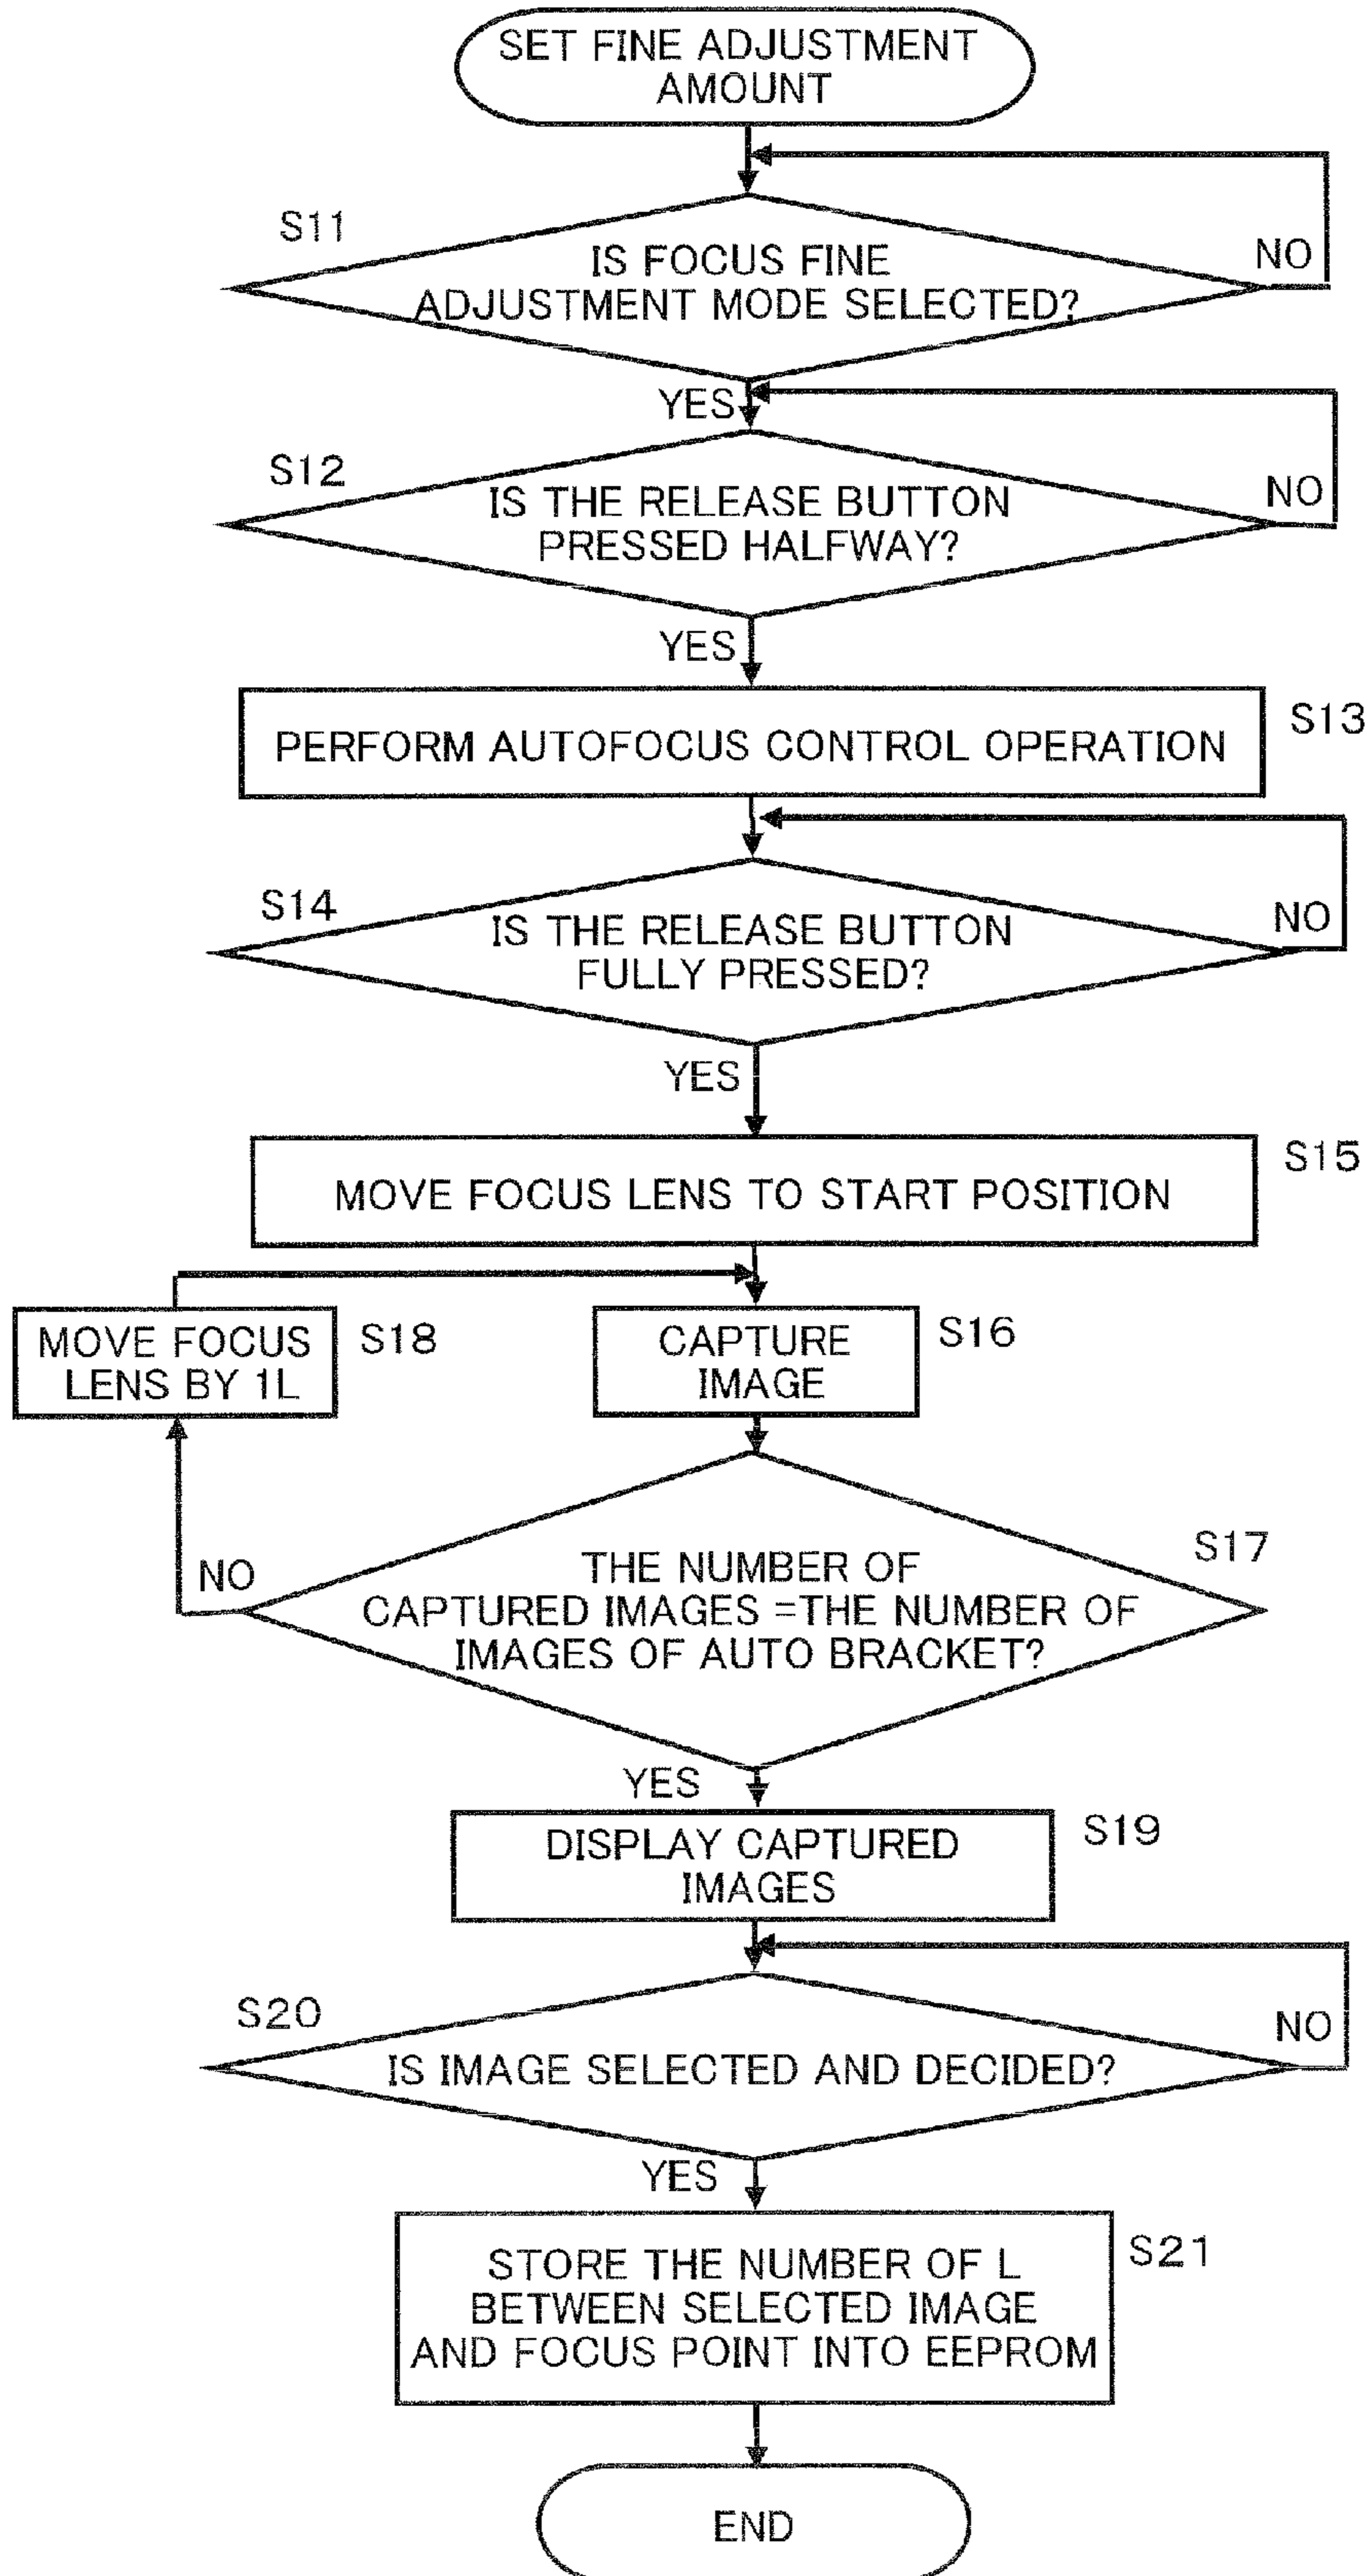 SET FINE ADJUSTMENT
AMOUNT
S11
IS FOCUS FINE
ADJUSTMENT MODE SELECTED?
NO
YES
S12
IS THE RELEASE BUTTON
PRESSED HALFWAY?
NO
YES
PERFORM AUTOFOCUS CONTROL OPERATION
S13
S14
IS THE RELEASE BUTTON
FULLY PRESSED?
NO
YES
MOVE FOCUS LENS TO START POSITION
S15
MOVE FOCUS
LENS BY 1L
S18
CAPTURE
IMAGE
S16
NO
THE NUMBER OF
CAPTURED IMAGES =THE NUMBER OF
IMAGES OF AUTO BRACKET?
S17
YES
DISPLAY CAPTURED
IMAGES
S19
S20
IS IMAGE SELECTED AND DECIDED?
NO
YES
STORE THE NUMBER OF L
BETWEEN SELECTED IMAGE
AND FOCUS POINT INTO EEPROM
S21
END